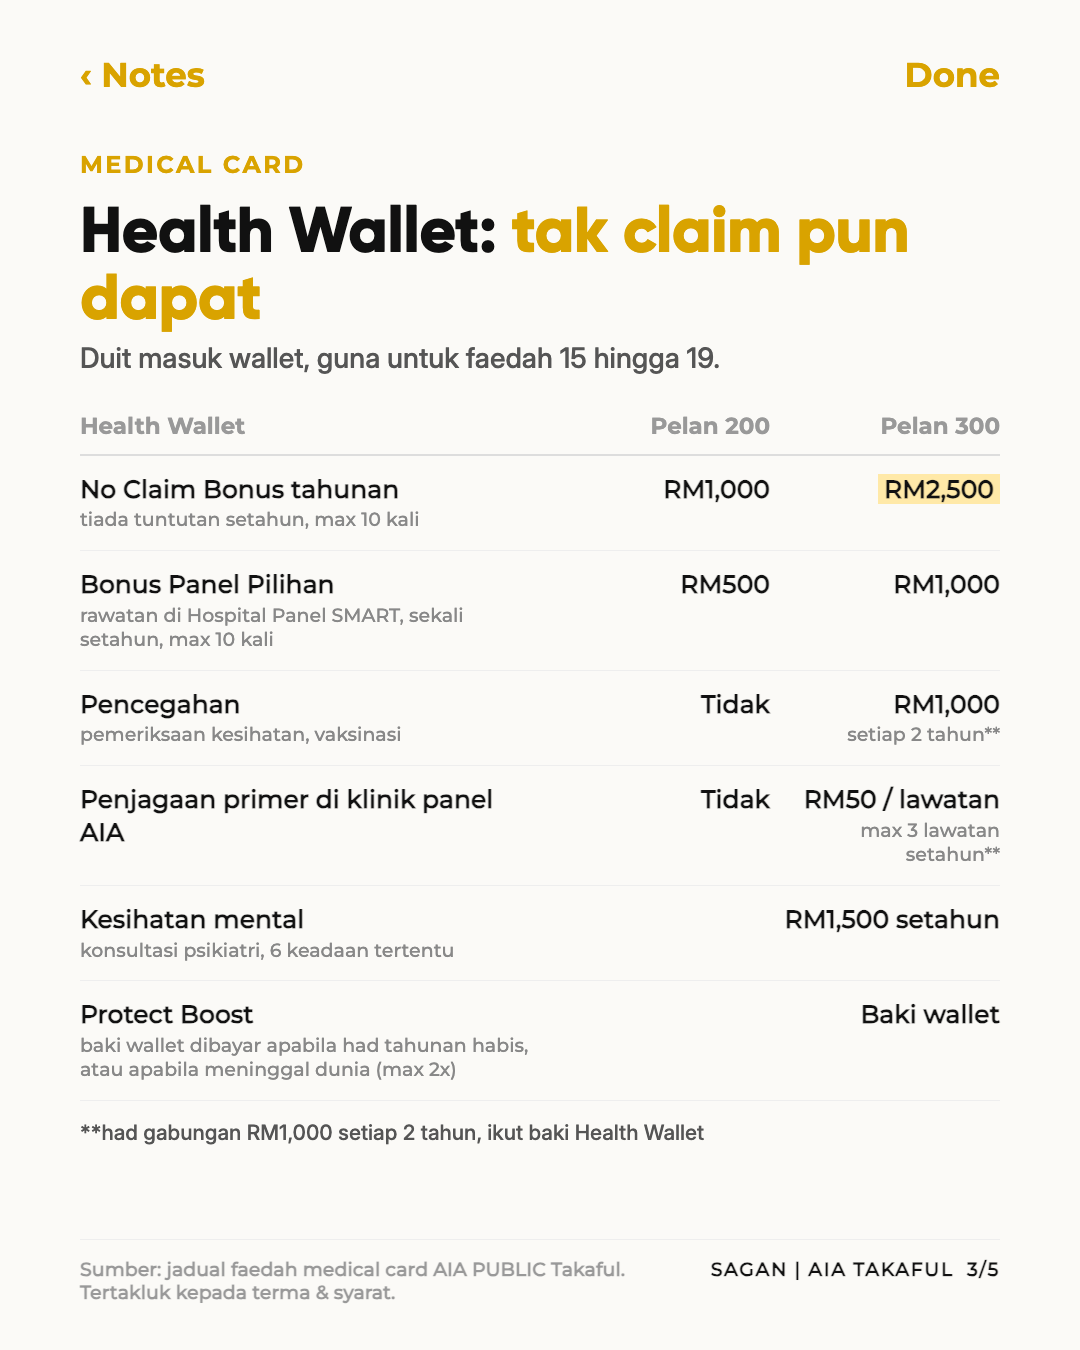 ‹ Notes
Done
MEDICAL CARD
Health Wallet: tak claim pun
dapat
Duit masuk wallet, guna untuk faedah 15 hingga 19.
Health Wallet Pelan 200 Pelan 300
No Claim Bonus tahunan RM1,000 RM2,500
tiada tuntutan setahun, max 10 kali
Bonus Panel Pilihan RM500 RM1,000
rawatan di Hospital Panel SMART, sekali
setahun, max 10 kali
Pencegahan Tidak RM1,000
pemeriksaan kesihatan, vaksinasi setiap 2 tahun**
Penjagaan primer di klinik panel Tidak RM50 / lawatan
AIA max 3 lawatan
setahun**
Kesihatan mental RM1,500 setahun
konsultasi psikiatri, 6 keadaan tertentu
Protect Boost Baki wallet
baki wallet dibayar apabila had tahunan habis,
atau apabila meninggal dunia (max 2x)
**had gabungan RM1,000 setiap 2 tahun, ikut baki Health Wallet
Sumber: jadual faedah medical card AIA PUBLIC Takaful.
Tertakluk kepada terma & syarat.
SAGAN | AIA TAKAFUL 3/5